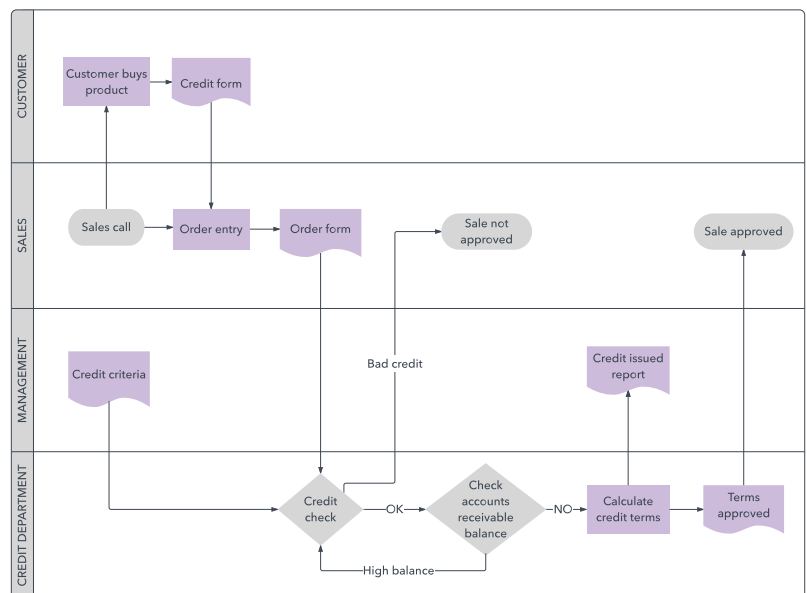 CUSTOMER
Customer buys
product
Credit form
SALES
Sales call
Order entry
Order form
Sale not
approved
Sale approved
MANAGEMENT
Credit criteria
Bad credit
Credit issued
report
CREDIT DEPARTMENT
Credit
check
OK
Check
accounts
receivable
balance
NO
Calculate
credit terms
Terms
approved
High balance